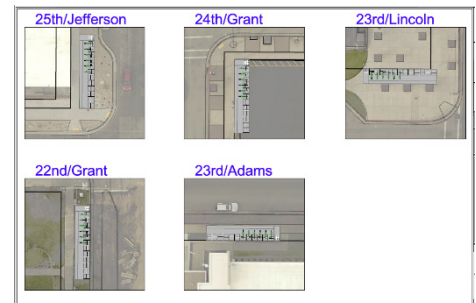 25th/Jefferson
24th/Grant
23rd/Lincoln
22nd/Grant
23rd/Adams